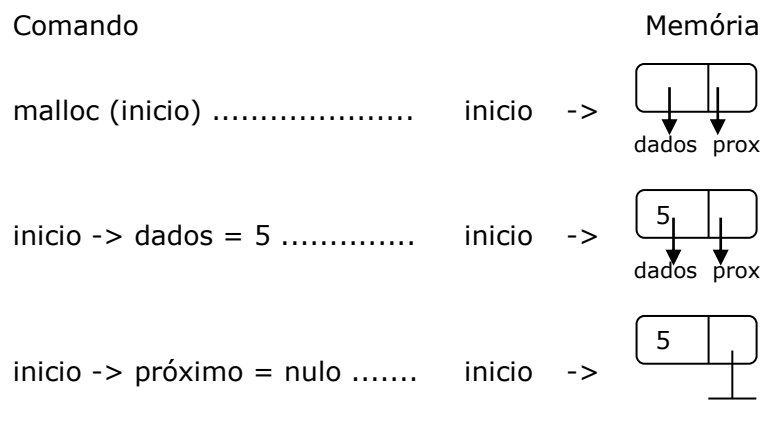 Comando Memória
malloc (inicio) ..................... inicio ->
dados prox
inicio -> dados = 5 .............. inicio -> 5
dados prox
inicio -> próximo = nulo ....... inicio -> 5